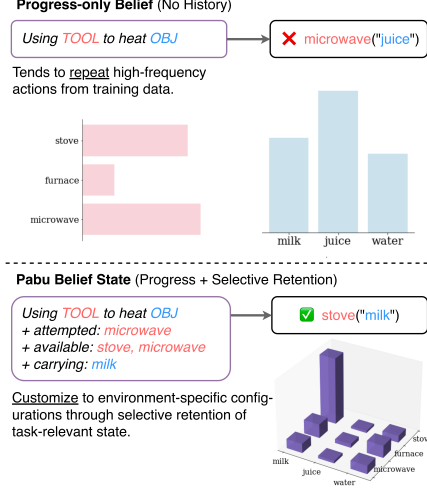 Progress-only Belief (No History)
Using TOOL to heat OBJ
❌ microwave("juice")
Tends to repeat high-frequency
actions from training data.
stove
furnace
microwave
milk juice water
Pabu Belief State (Progress + Selective Retention)
Using TOOL to heat OBJ
+ attempted: microwave
+ available: stove, microwave
+ carrying: milk
✅ stove("milk")
Customize to environment-specific config-
urations through selective retention of
task-relevant state.
milk
juice
water
microwave
furnace